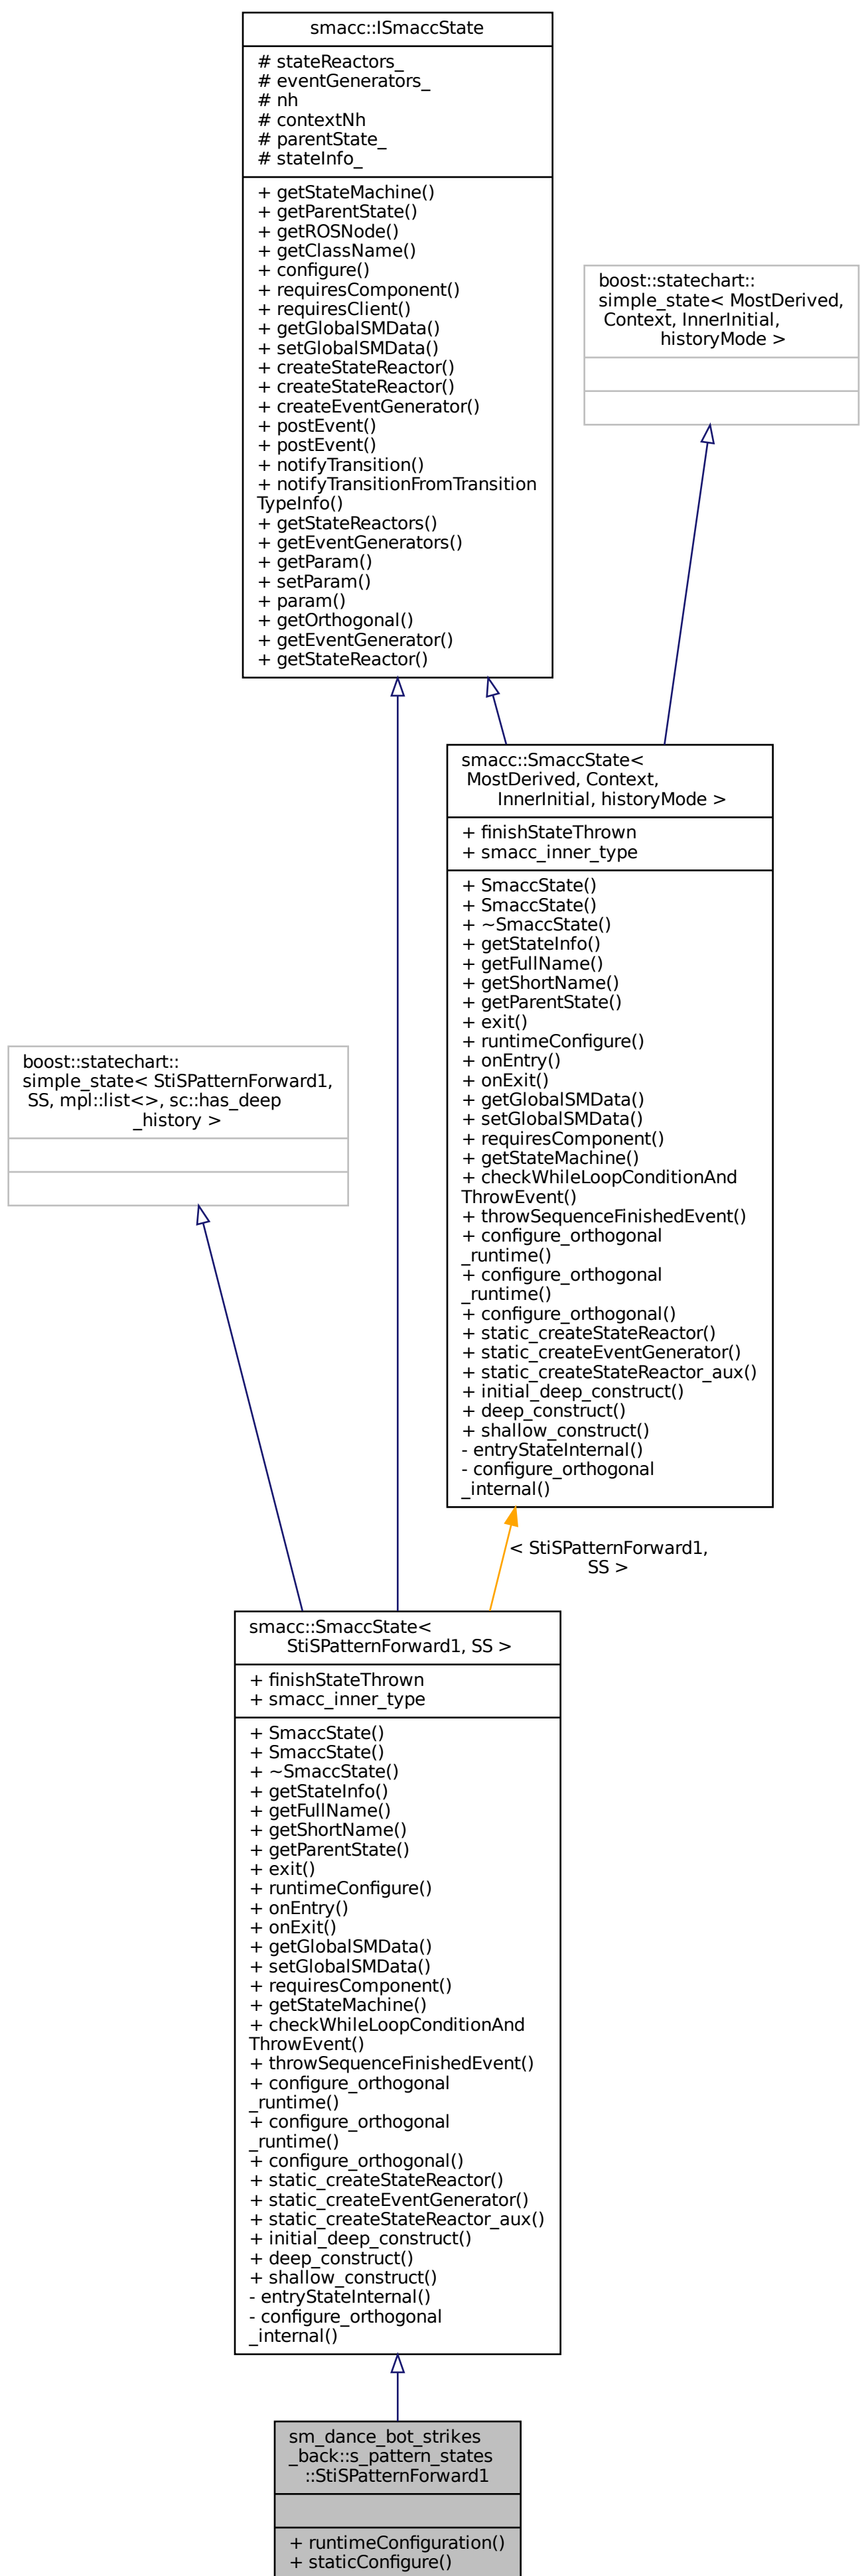 smacc::ISmaccState
# stateReactors_
# eventGenerators_
# nh
# contextNh
# parentState_
# stateInfo_
+ getStateMachine()
+ getParentState()
+ getROSNode()
+ getClassName()
+ configure()
+ requiresComponent()
+ requiresClient()
+ getGlobalSMData()
+ setGlobalSMData()
+ createStateReactor()
+ createStateReactor()
+ createEventGenerator()
+ postEvent()
+ postEvent()
+ notifyTransition()
+ notifyTransitionFromTransition
TypeInfo()
+ getStateReactors()
+ getEventGenerators()
+ getParam()
+ setParam()
+ param()
+ getOrthogonal()
+ getEventGenerator()
+ getStateReactor()
boost::statechart::
simple_state< MostDerived,
Context, InnerInitial,
historyMode >
smacc::SmaccState<
MostDerived, Context,
InnerInitial, historyMode >
+ finishStateThrown
+ smacc_inner_type
+ SmaccState()
+ SmaccState()
+ ~SmaccState()
+ getStateInfo()
+ getFullName()
+ getShortName()
+ getParentState()
+ exit()
+ runtimeConfigure()
+ onEntry()
+ onExit()
+ getGlobalSMData()
+ setGlobalSMData()
+ requiresComponent()
+ getStateMachine()
+ checkWhileLoopConditionAnd
ThrowEvent()
+ throwSequenceFinishedEvent()
+ configure_orthogonal
_runtime()
+ configure_orthogonal
_runtime()
+ configure_orthogonal()
+ static_createStateReactor()
+ static_createEventGenerator()
+ static_createStateReactor_aux()
+ initial_deep_construct()
+ deep_construct()
+ shallow_construct()
- entryStateInternal()
- configure_orthogonal
_internal()
boost::statechart::
simple_state< StiSPatternForward1,
SS, mpl::list<>, sc::has_deep
_history >
< StiSPatternForward1,
SS >
smacc::SmaccState<
StiSPatternForward1, SS >
+ finishStateThrown
+ smacc_inner_type
+ SmaccState()
+ SmaccState()
+ ~SmaccState()
+ getStateInfo()
+ getFullName()
+ getShortName()
+ getParentState()
+ exit()
+ runtimeConfigure()
+ onEntry()
+ onExit()
+ getGlobalSMData()
+ setGlobalSMData()
+ requiresComponent()
+ getStateMachine()
+ checkWhileLoopConditionAnd
ThrowEvent()
+ throwSequenceFinishedEvent()
+ configure_orthogonal
_runtime()
+ configure_orthogonal
_runtime()
+ configure_orthogonal()
+ static_createStateReactor()
+ static_createEventGenerator()
+ static_createStateReactor_aux()
+ initial_deep_construct()
+ deep_construct()
+ shallow_construct()
- entryStateInternal()
- configure_orthogonal
_internal()
sm_dance_bot_strikes
_back::s_pattern_states
::StiSPatternForward1
+ runtimeConfiguration()
+ staticConfigure()